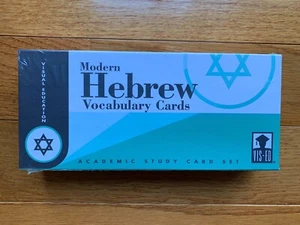 Modern
Hebrew
Vocabulary Cards
VISUAL EDUCATION
ACADEMIC STUDY CARD SET
VIS-ED